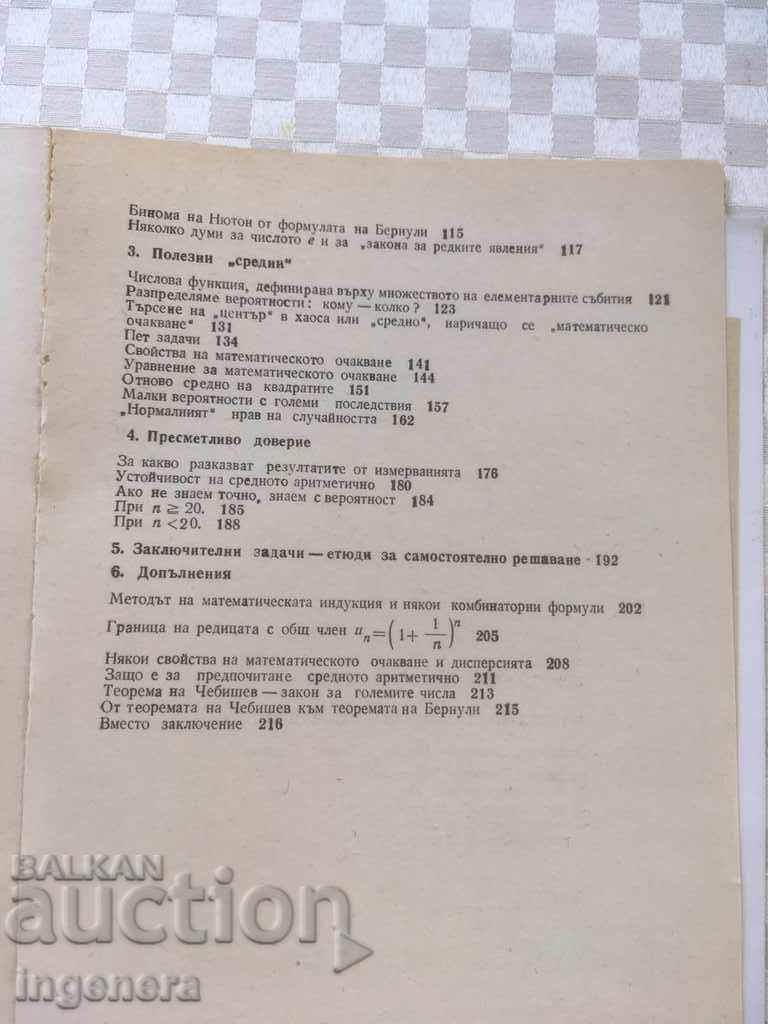 Бинома на Нютон от формулата на Бернули 115
Няколко думи за числото e и за „закона за редките явления“ 117
3. Полезни „средни“
Числова функция, дефинирана върху множеството на елементарните събития 121
Разпределяме вероятности: кому — колко? 123
Търсене на „център“ в хаоса или „средно“, наричащо се „математическо
очакване“ 131
Пет задачи 134
Свойства на математическото очакване 141
Уравнение за математическото очакване 144
Отново средно на квадратите 151
Малки вероятности с големи последствия 157
„Нормалният“ нрав на случайността 162
4. Пресметливо доверие
За какво разказват резултатите от измерванията 176
Устойчивост на средното аритметично 180
Ако не знаем точно, знаем с вероятност 184
При n ≧ 20. 185
При n < 20. 188
5. Заключителни задачи — етюди за самостоятелно решаване - 192
6. Допълнения
Методът на математическата индукция и някои комбинаторни формули 202
Граница на редицата с общ член uₙ = (1 + 1/n)ⁿ 205
Някои свойства на математическото очакване и дисперсията 208
Защо е за предпочитане средното аритметично 211
Теорема на Чебишев — закон за големите числа 213
От теоремата на Чебишев към теоремата на Бернули 215
Вместо заключение 216
BALKAN
auction
ingenera